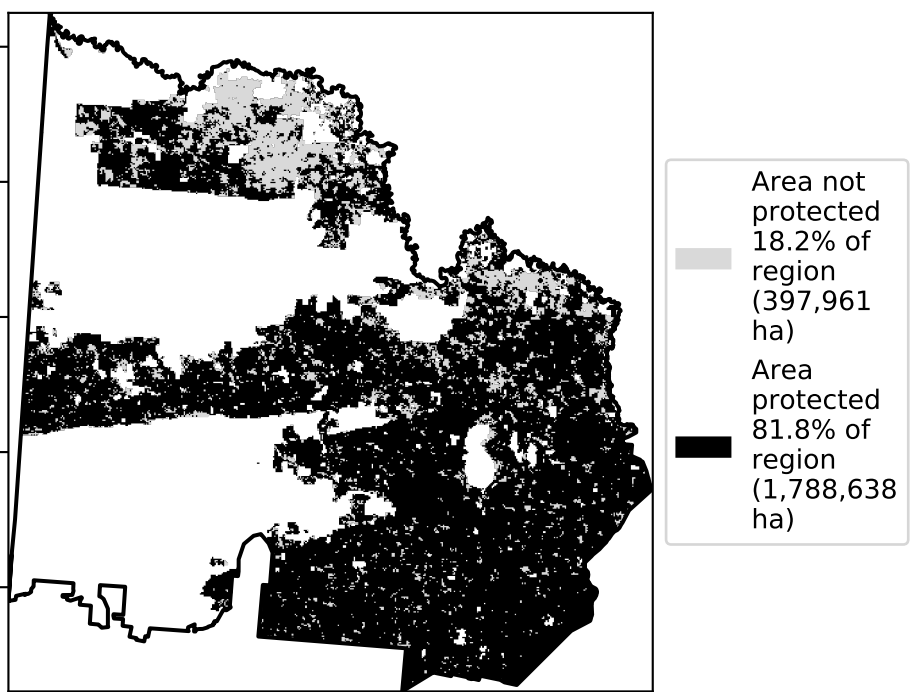 Area not
protected
18.2% of
region
(397,961
ha)
Area
protected
81.8% of
region
(1,788,638
ha)